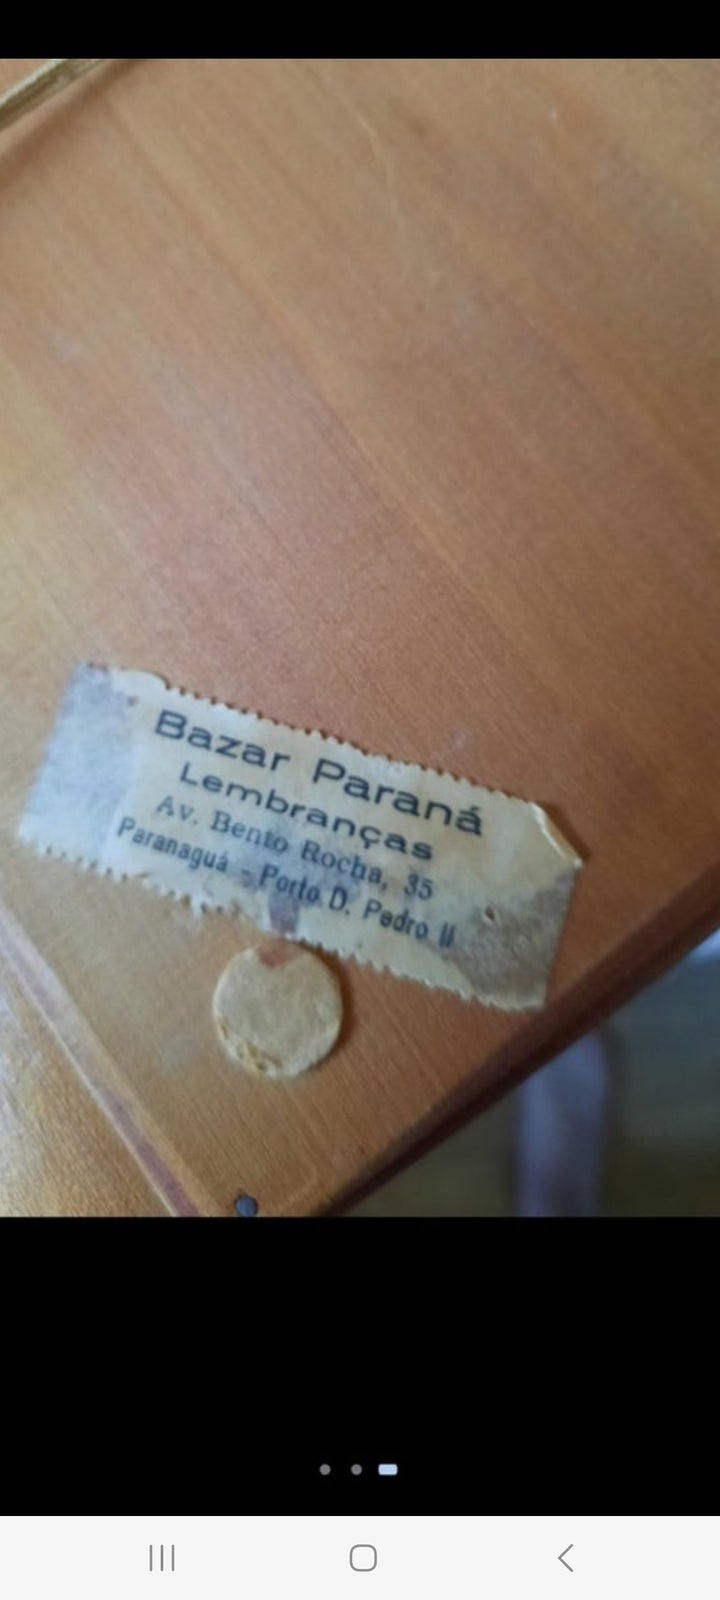 Bazar Paraná
Lembranças
Av. Bento Rocha, 35
Paranaguá - Porto D. Pedro II